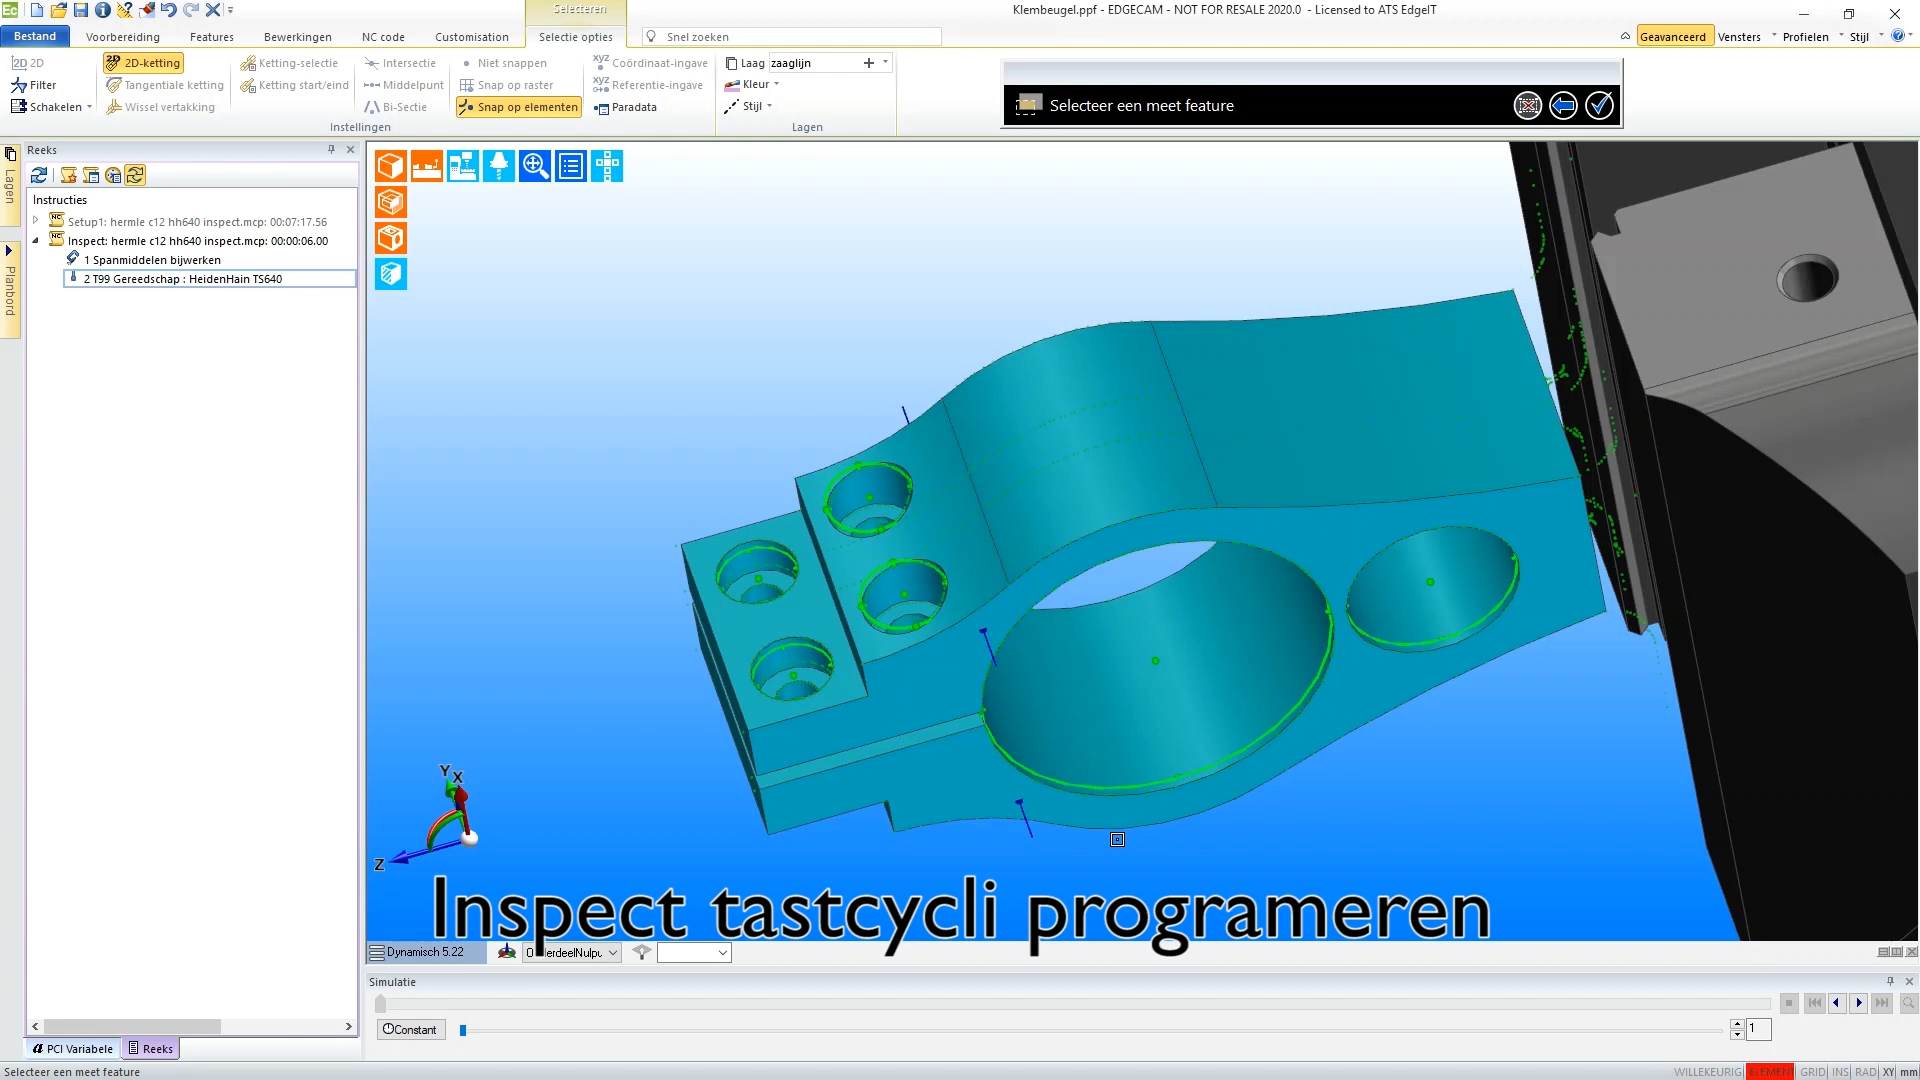 Selecteren
Klembeugel.ppf - EDGECAM - NOT FOR RESALE 2020.0 - Licensed to ATS EdgeIT
Bestand Voorbereiding Features Bewerkingen NC code Customisation Selectie opties Snel zoeken
Geavanceerd Vensters Profielen Stijl
2D 2D-ketting Ketting-selectie Intersectie Niet snappen Coördinaat-ingave Laag zaaglijn
Filter Tangentiale ketting Ketting start/eind Middelpunt Snap op raster Referentie-ingave Kleur
Schakelen Wissel vertakking Bi-Sectie Snap op elementen Paradata Stijl
Instellingen Lagen
Selecteer een meet feature
Reeks
Lagen
Planbord
Instructies
Setup1: hermle c12 hh640 inspect.mcp: 00:07:17.56
Inspect: hermle c12 hh640 inspect.mcp: 00:00:06.00
1 Spanmiddelen bijwerken
2 T99 Gereedschap : HeidenHain TS640
Y X
Z
Inspect tastcycli programeren
Dynamisch 5.22
Simulatie
Constant
1
PCI Variabele Reeks
Selecteer een meet feature
WILLEKEURIG ELEMENT GRID INS RAD XY mm